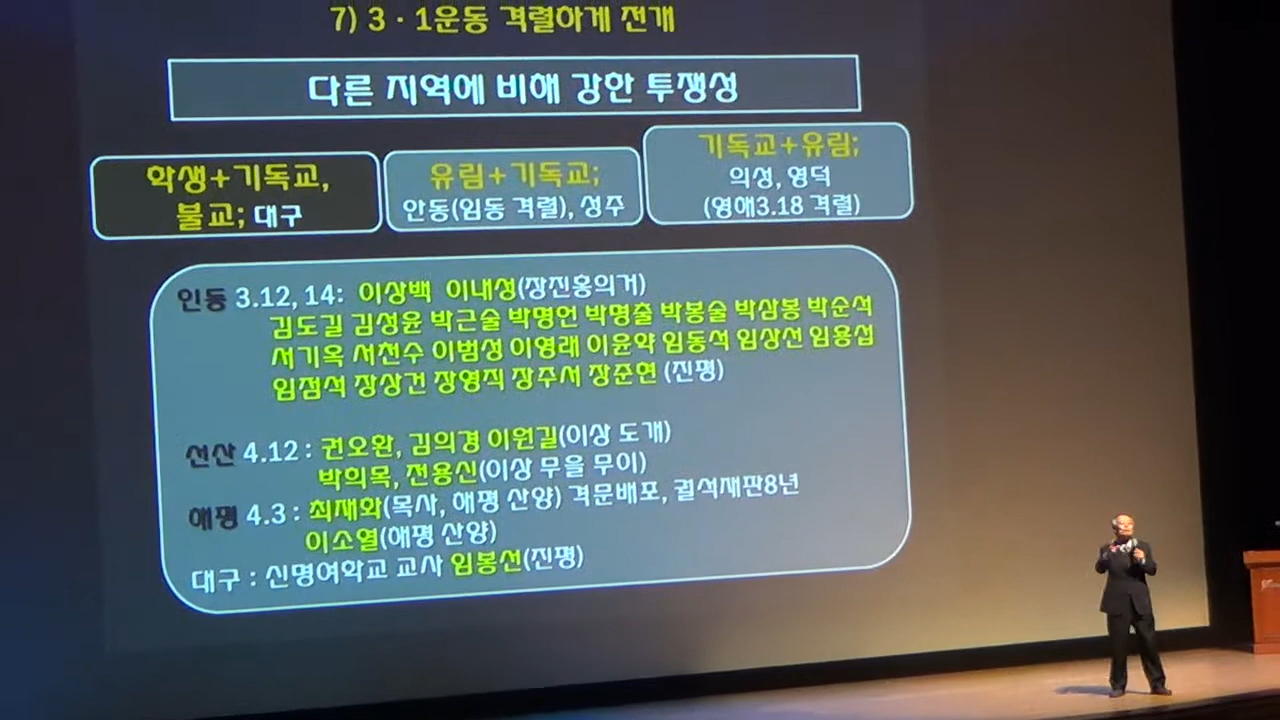 7) 3·1운동 격렬하게 전개
다른 지역에 비해 강한 투쟁성
학생+기독교,
불교; 대구
유림+기독교;
안동(임동 격렬), 성주
기독교+유림;
의성, 영덕
(영해3.18 격렬)
인동 3.12, 14: 이상백 이내성(장진홍의거)
김도길 김성윤 박근술 박명언 박명출 박봉술 박삼봉 박순석
서기옥 서천수 이범성 이영래 이윤약 임동석 임상선 임용섭
임점석 장상건 장영직 장주서 장준현 (진평)
선산 4.12 : 권오환, 김의경 이원길(이상 도개)
박희목, 전용신(이상 무을 무이)
해평 4.3 : 최재화(목사, 해평 산양) 격문배포, 궐석재판8년
이소열(해평 산양)
대구 : 신명여학교 교사 임봉선(진평)